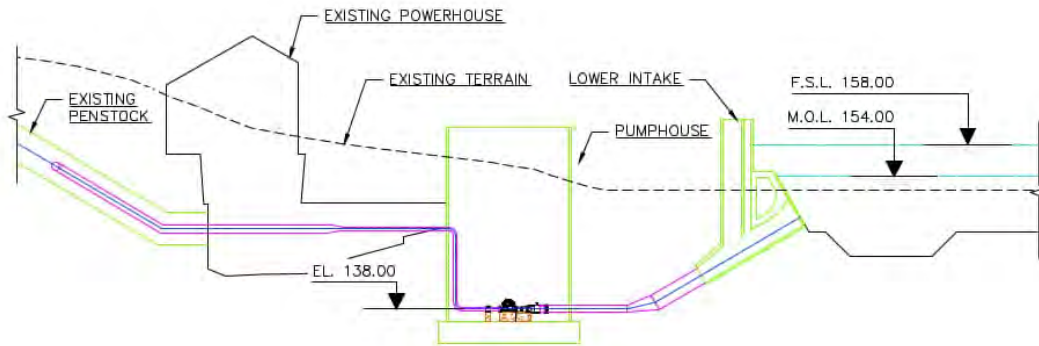 EXISTING POWERHOUSE
EXISTING TERRAIN
LOWER INTAKE
F.S.L. 158.00
EXISTING
PENSTOCK
M.O.L. 154.00
PUMPHOUSE
EL. 138.00